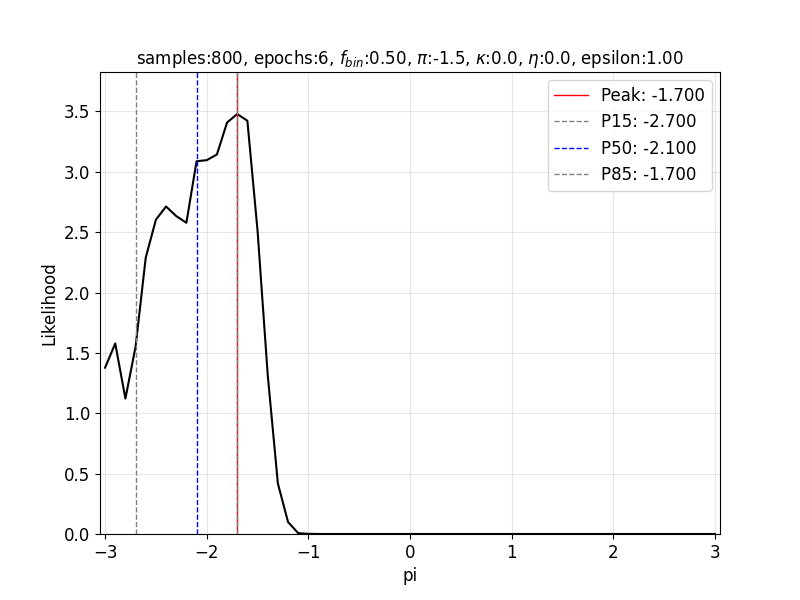 samples:800, epochs:6, f_bin:0.50, π:-1.5, κ:0.0, η:0.0, epsilon:1.00
Peak: -1.700
P15: -2.700
P50: -2.100
P85: -1.700
3.5
3.0
2.5
2.0
1.5
1.0
0.5
0.0
Likelihood
−3
−2
−1
0
1
2
3
pi